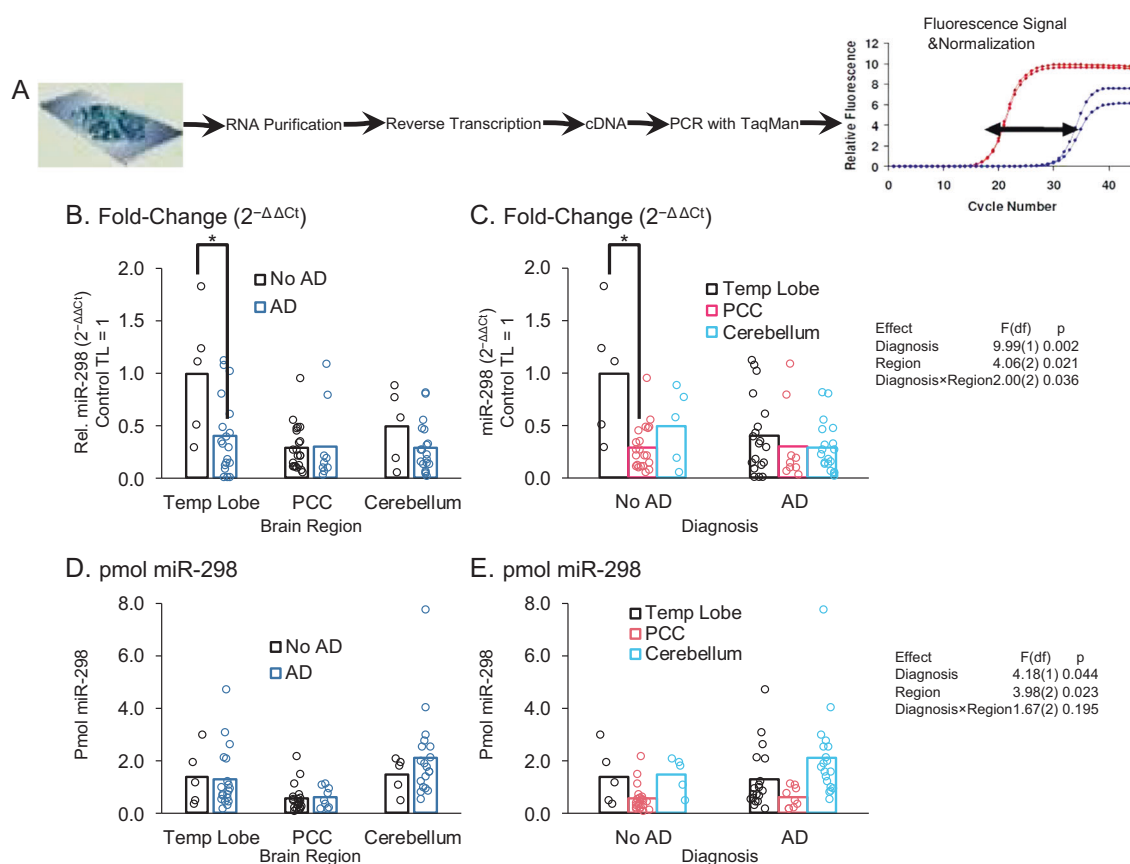 Fluorescence Signal
&Normalization
A
RNA Purification
Reverse Transcription
cDNA
PCR with TaqMan
Relative Fluorescence
12
10
8
6
4
2
0
0
20
30
40
Cycle Number
B. Fold-Change (2−ΔΔCt)
*
Rel. miR-298 (2−ΔΔCt)
Control TL = 1
2.0
1.5
1.0
0.5
0.0
No AD
AD
Temp Lobe
PCC
Cerebellum
Brain Region
C. Fold-Change (2−ΔΔCt)
*
miR-298 (2−ΔΔCt)
Control TL = 1
2.0
1.5
1.0
0.5
0.0
Temp Lobe
PCC
Cerebellum
No AD
AD
Diagnosis
Effect F(df) p
Diagnosis 9.99(1) 0.002
Region 4.06(2) 0.021
Diagnosis×Region2.00(2) 0.036
D. pmol miR-298
Pmol miR-298
8.0
6.0
4.0
2.0
0.0
No AD
AD
Temp Lobe
PCC
Cerebellum
Brain Region
E. pmol miR-298
Pmol miR-298
8.0
6.0
4.0
2.0
0.0
Temp Lobe
PCC
Cerebellum
No AD
AD
Diagnosis
Effect F(df) p
Diagnosis 4.18(1) 0.044
Region 3.98(2) 0.023
Diagnosis×Region1.67(2) 0.195